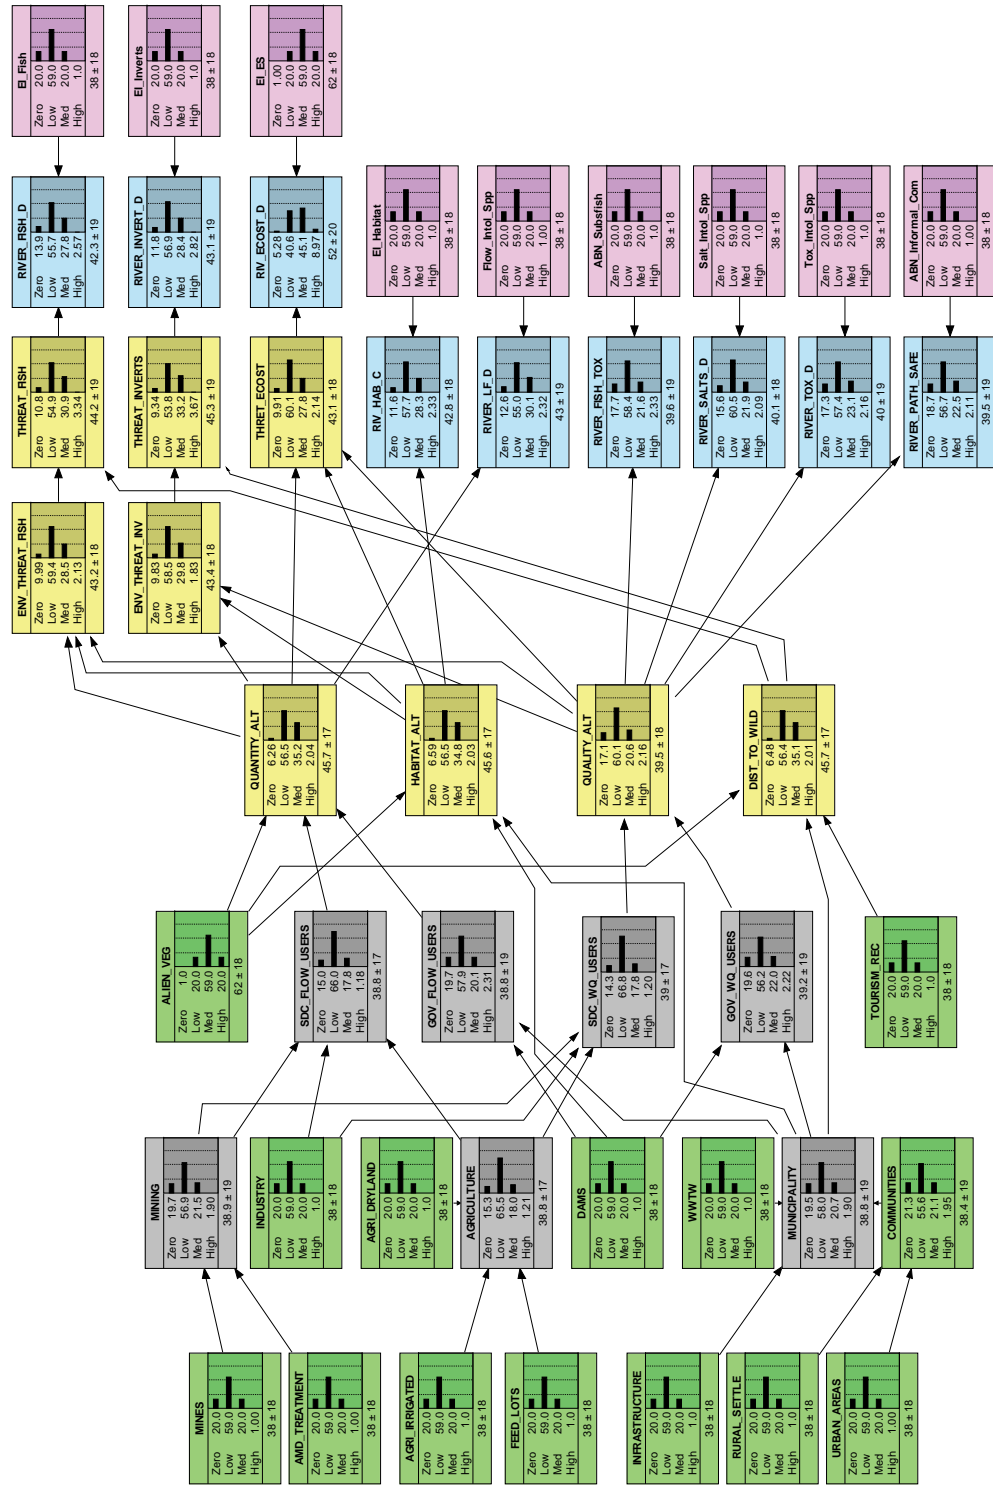 URBAN_AREAS
Zero 20.0
Low 59.0
Med 20.0
High 1.00
38 ± 18
RURAL_SETTLE
Zero 20.0
Low 59.0
Med 20.0
High 1.0
38 ± 18
INFRASTRUCTURE
Zero 20.0
Low 59.0
Med 20.0
High 1.0
38 ± 18
FEED_LOTS
Zero 20.0
Low 59.0
Med 20.0
High 1.0
38 ± 18
AGRI_IRRIGATED
Zero 20.0
Low 59.0
Med 20.0
High 1.0
38 ± 18
AMD_TREATMENT
Zero 20.0
Low 59.0
Med 20.0
High 1.00
38 ± 18
MINES
Zero 20.0
Low 59.0
Med 20.0
High 1.00
38 ± 18
COMMUNITIES
Zero 21.3
Low 55.6
Med 21.1
High 1.95
38.4 ± 19
MUNICIPALITY
Zero 19.5
Low 58.0
Med 20.7
High 1.90
38.8 ± 19
WWTW
Zero 20.0
Low 59.0
Med 20.0
High 1.0
38 ± 18
DAMS
Zero 20.0
Low 59.0
Med 20.0
High 1.0
38 ± 18
AGRICULTURE
Zero 15.3
Low 65.5
Med 18.0
High 1.21
38.8 ± 17
AGRI_DRYLAND
Zero 20.0
Low 59.0
Med 20.0
High 1.0
38 ± 18
INDUSTRY
Zero 20.0
Low 59.0
Med 20.0
High 1.0
38 ± 18
MINING
Zero 19.7
Low 56.9
Med 21.5
High 1.90
38.9 ± 19
TOURISM_REC
Zero 20.0
Low 59.0
Med 20.0
High 1.0
38 ± 18
GOV_WQ_USERS
Zero 19.6
Low 56.2
Med 22.0
High 2.22
39.2 ± 19
SDC_WQ_USERS
Zero 14.3
Low 66.8
Med 17.8
High 1.20
39 ± 17
GOV_FLOW_USERS
Zero 19.7
Low 57.9
Med 20.1
High 2.31
38.8 ± 19
SDC_FLOW_USERS
Zero 15.0
Low 66.0
Med 17.8
High 1.18
38.8 ± 17
ALIEN_VEG
Zero 1.0
Low 20.0
Med 59.0
High 20.0
62 ± 18
DIST_TO_WILD
Zero 6.48
Low 56.4
Med 35.1
High 2.01
45.7 ± 17
QUALITY_ALT
Zero 17.1
Low 60.1
Med 20.6
High 2.16
39.5 ± 18
HABITAT_ALT
Zero 6.59
Low 56.5
Med 34.8
High 2.03
45.6 ± 17
QUANTITY_ALT
Zero 6.26
Low 56.5
Med 35.2
High 2.04
45.7 ± 17
ENV_THREAT_INV
Zero 9.83
Low 58.5
Med 29.8
High 1.83
43.4 ± 18
ENV_THREAT_FISH
Zero 9.99
Low 59.4
Med 28.5
High 2.13
43.2 ± 18
RIVER_PATH_SAFE
Zero 18.7
Low 56.7
Med 22.5
High 2.11
39.5 ± 19
RIVER_TOX_D
Zero 17.3
Low 57.4
Med 23.1
High 2.16
40 ± 19
RIVER_SALTS_D
Zero 15.6
Low 60.5
Med 21.9
High 2.09
40.1 ± 18
RIVER_FISH_TOX
Zero 17.7
Low 58.4
Med 21.6
High 2.33
39.6 ± 19
RIVER_LF_D
Zero 12.6
Low 55.0
Med 30.1
High 2.32
43 ± 19
RIV_HAB_C
Zero 11.6
Low 57.7
Med 28.3
High 2.33
42.8 ± 18
THRET_ECOST
Zero 9.91
Low 60.1
Med 27.8
High 2.14
43.1 ± 18
THREAT_INVERTS
Zero 9.34
Low 53.8
Med 33.2
High 3.67
45.3 ± 19
THREAT_FISH
Zero 10.8
Low 54.9
Med 30.9
High 3.34
44.2 ± 19
ABN_Informal_Com
Zero 20.0
Low 59.0
Med 20.0
High 1.00
38 ± 18
Tox_Intol_Spp
Zero 20.0
Low 59.0
Med 20.0
High 1.0
38 ± 18
Salt_Intol_Spp
Zero 20.0
Low 59.0
Med 20.0
High 1.0
38 ± 18
ABN_Subsfish
Zero 20.0
Low 59.0
Med 20.0
High 1.0
38 ± 18
Flow_Intol_Spp
Zero 20.0
Low 59.0
Med 20.0
High 1.00
38 ± 18
EI_Habitat
Zero 20.0
Low 59.0
Med 20.0
High 1.0
38 ± 18
RIV_ECOST_D
Zero 5.28
Low 40.6
Med 45.1
High 8.97
52 ± 20
RIVER_INVERT_D
Zero 11.8
Low 56.9
Med 28.4
High 2.82
43.1 ± 19
RIVER_FISH_D
Zero 13.9
Low 55.7
Med 27.8
High 2.57
42.3 ± 19
EI_ES
Zero 1.00
Low 20.0
Med 59.0
High 20.0
62 ± 18
EI_Inverts
Zero 20.0
Low 59.0
Med 20.0
High 1.0
38 ± 18
EI_Fish
Zero 20.0
Low 59.0
Med 20.0
High 1.0
38 ± 18